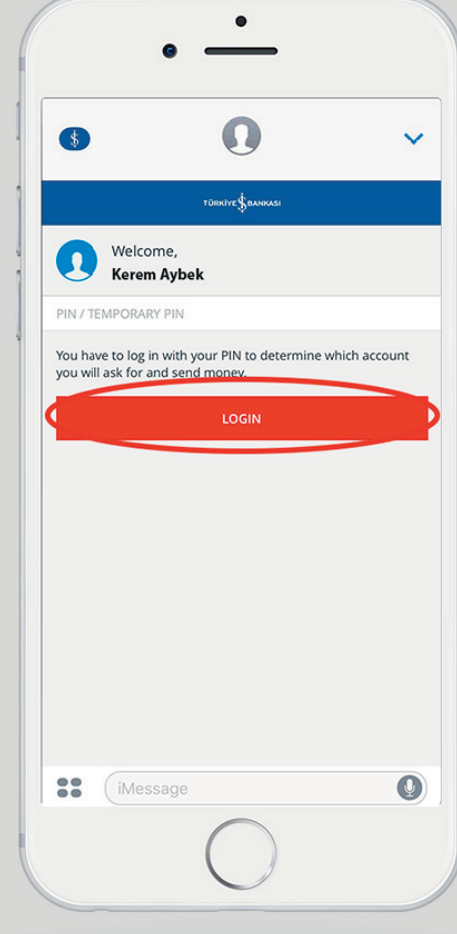 TÜRKİYE İŞ BANKASI
Welcome,
Kerem Aybek
PIN / TEMPORARY PIN
You have to log in with your PIN to determine which account
you will ask for and send money.
LOGIN
iMessage